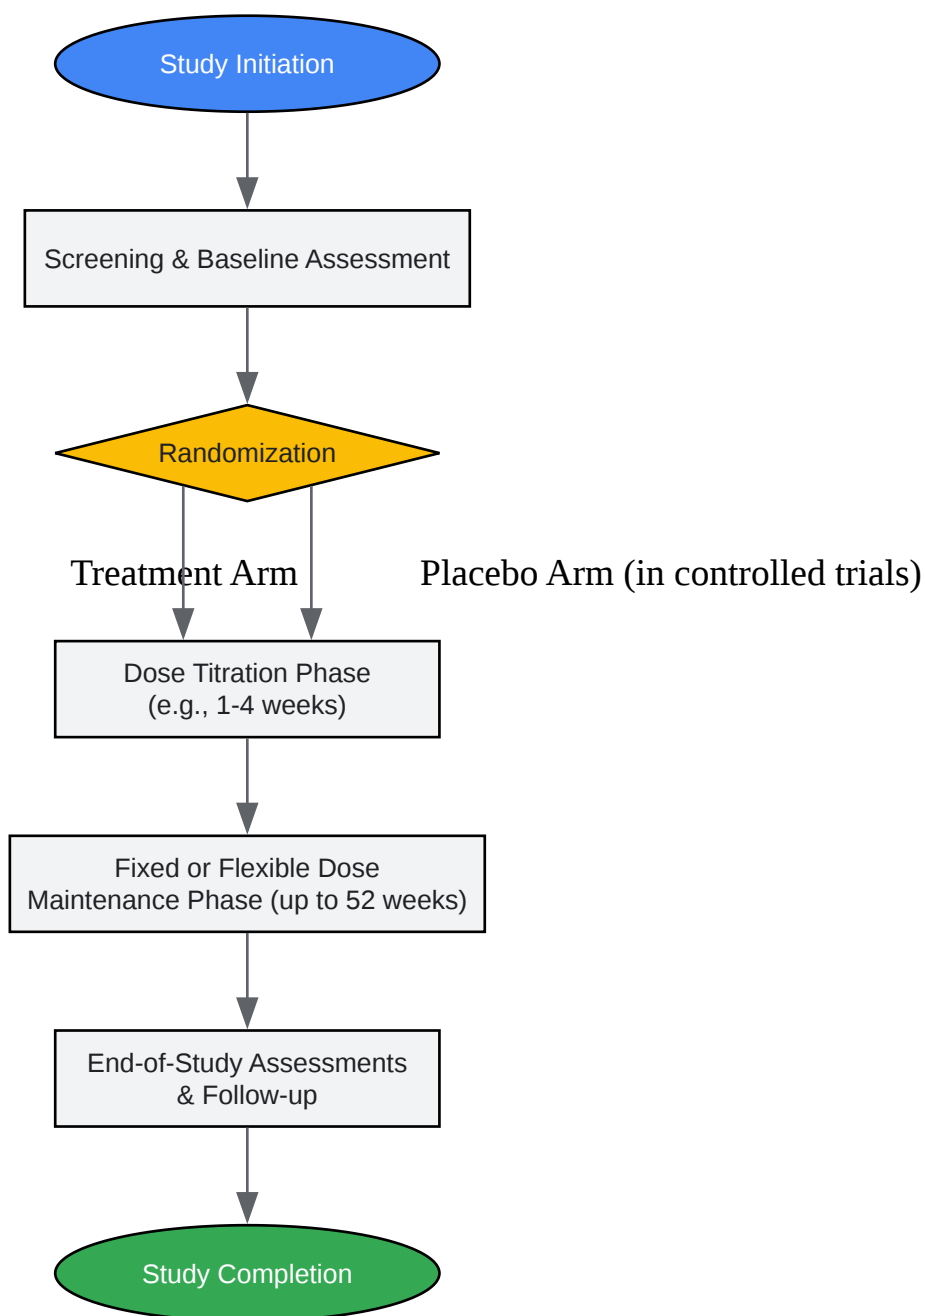 Study Initiation
Screening & Baseline Assessment
Randomization
Treatment Arm
Placebo Arm (in controlled trials)
Dose Titration Phase
(e.g., 1-4 weeks)
Fixed or Flexible Dose
Maintenance Phase (up to 52 weeks)
End-of-Study Assessments
& Follow-up
Study Completion